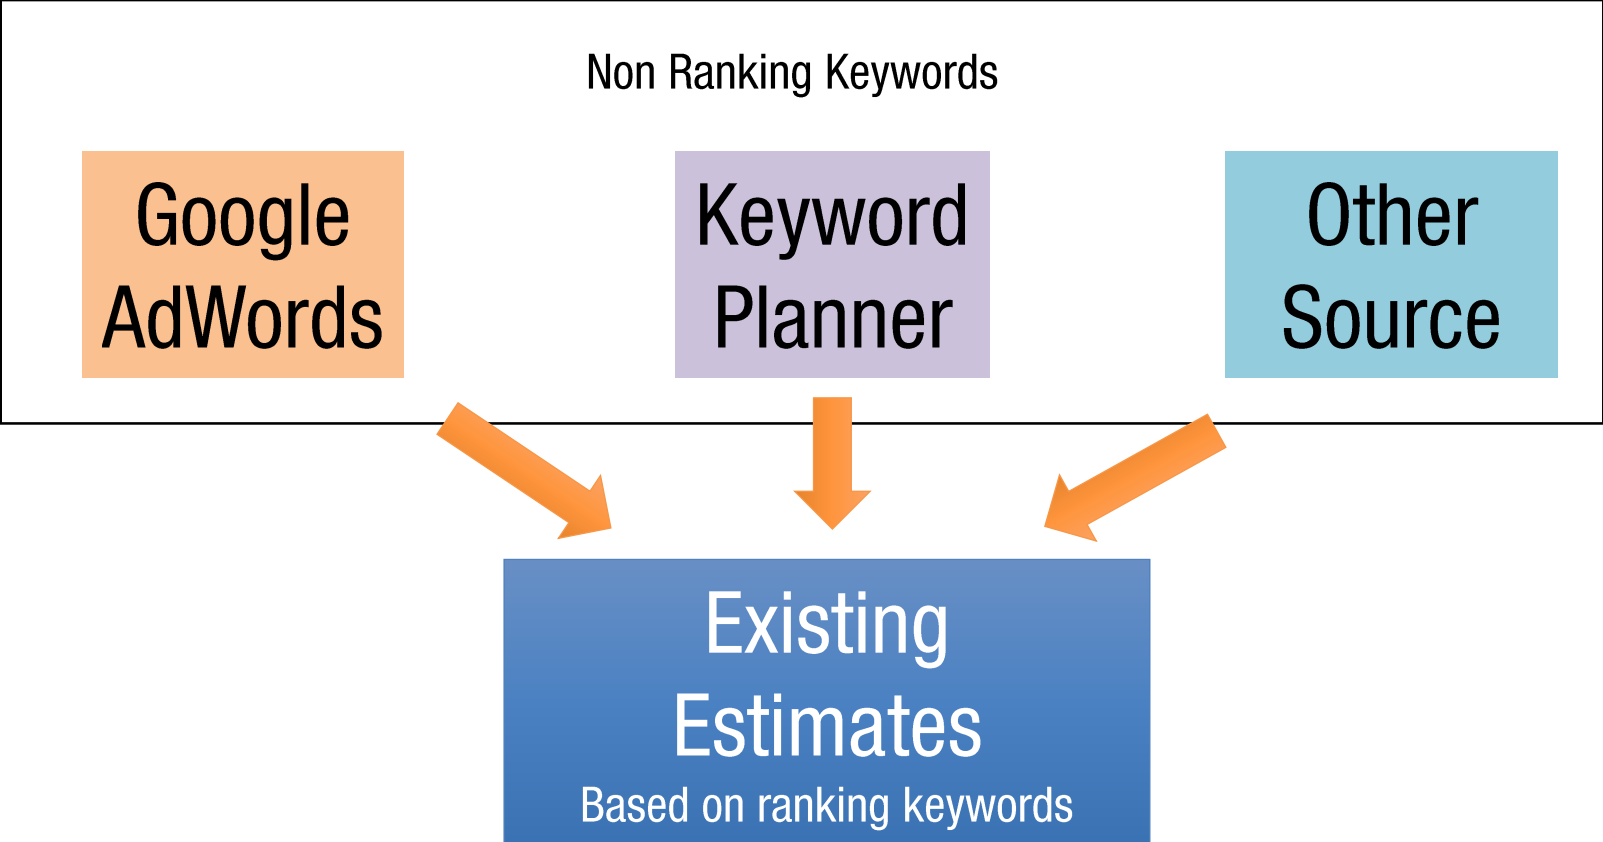 Non Ranking Keywords
Google
AdWords
Keyword
Planner
Other
Source
Existing
Estimates
Based on ranking keywords